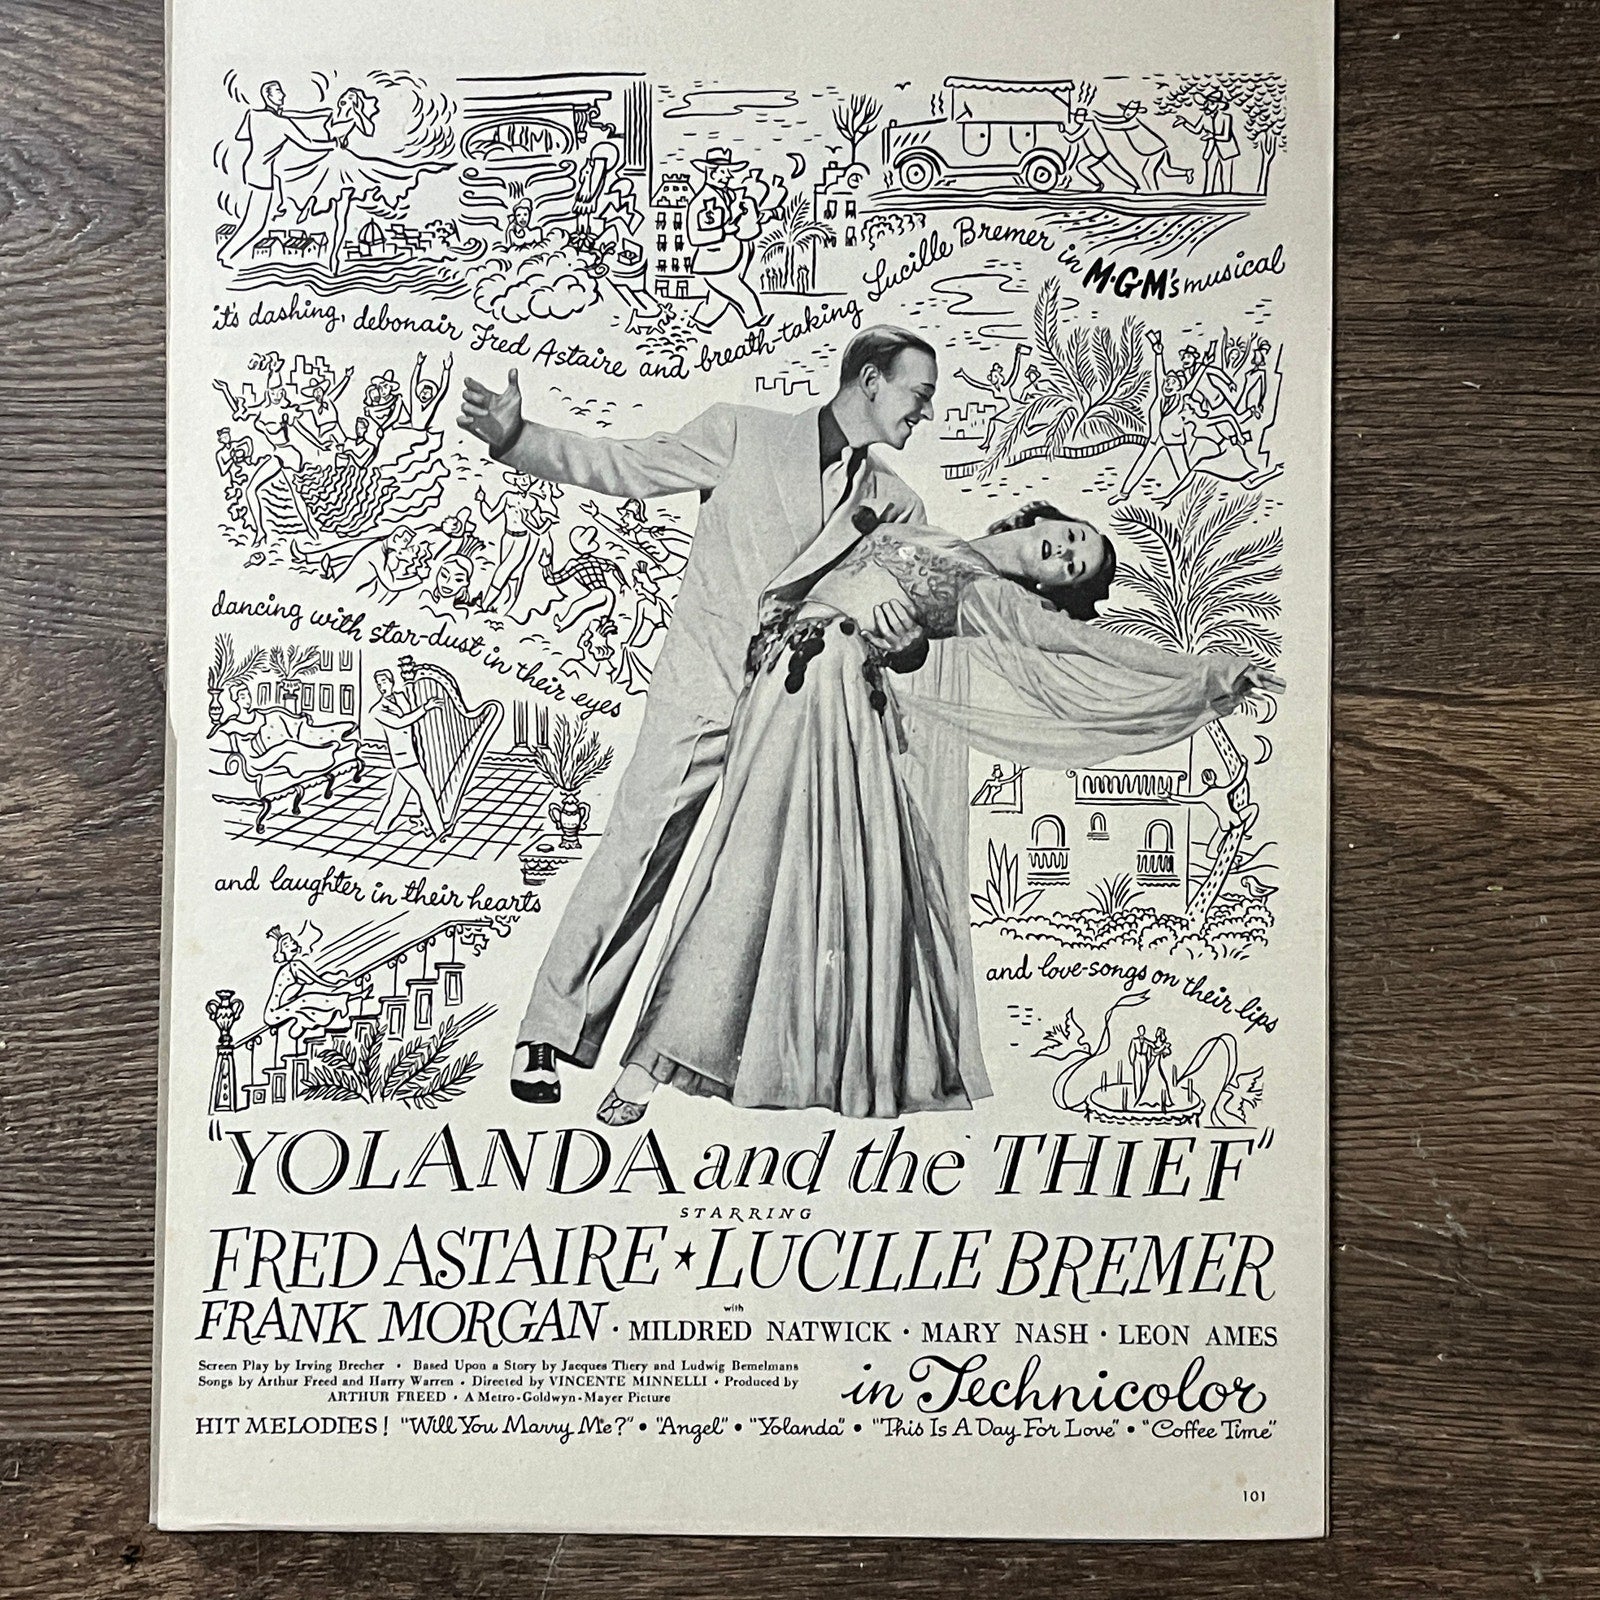 it's dashing, debonair Fred Astaire and breath-taking Lucille Bremer in M-G-M's musical
dancing with star-dust in their eyes
and laughter in their hearts
and love-songs on their lips
"YOLANDA and the THIEF"
STARRING
FRED ASTAIRE ★ LUCILLE BREMER
with
FRANK MORGAN · MILDRED NATWICK · MARY NASH · LEON AMES
Screen Play by Irving Brecher • Based Upon a Story by Jacques Thery and Ludwig Bemelmans
Songs by Arthur Freed and Harry Warren • Directed by VINCENTE MINNELLI • Produced by
ARTHUR FREED • A Metro-Goldwyn-Mayer Picture
in Technicolor
HIT MELODIES! "Will You Marry Me?" • "Angel" • "Yolanda" • "This Is A Day For Love" • "Coffee Time"
101